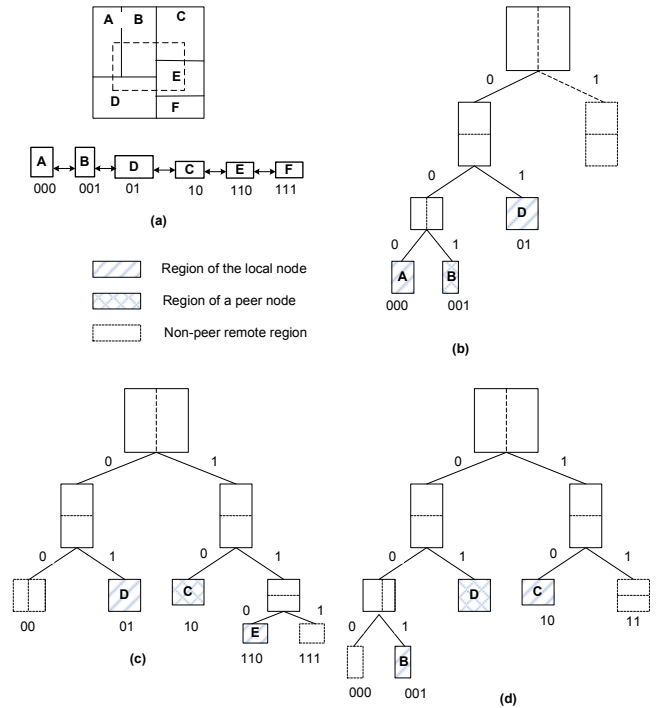 A B C
E
D
F
A B D C E F
000 001 01 10 110 111
(a)
Region of the local node
Region of a peer node
Non-peer remote region
0 1
0 1
D
0 1 01
A B
000 001
(b)
0 1
0 1 0 1
D C
0 1
00 01 10
E
110 111
(c)
0 1
0 1 0 1
D C
0 1 10 11
B
000 001
(d)